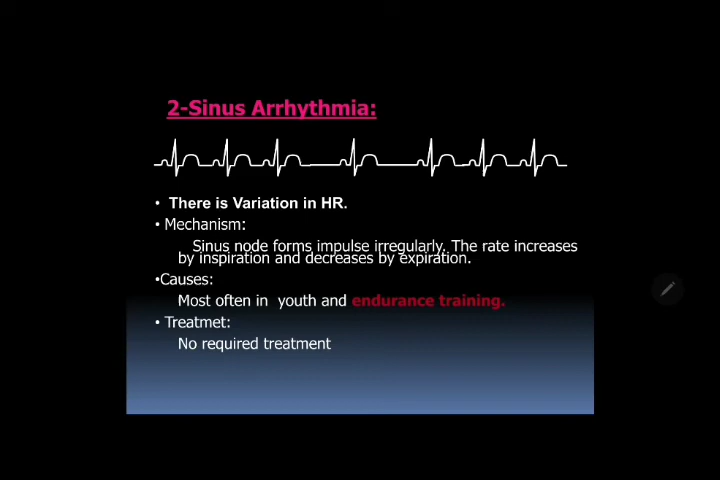 2-Sinus Arrhythmia:
• There is Variation in HR.
• Mechanism:
Sinus node forms impulse irregularly. The rate increases
by inspiration and decreases by expiration.
•Causes:
Most often in youth and endurance training.
• Treatmet:
No required treatment